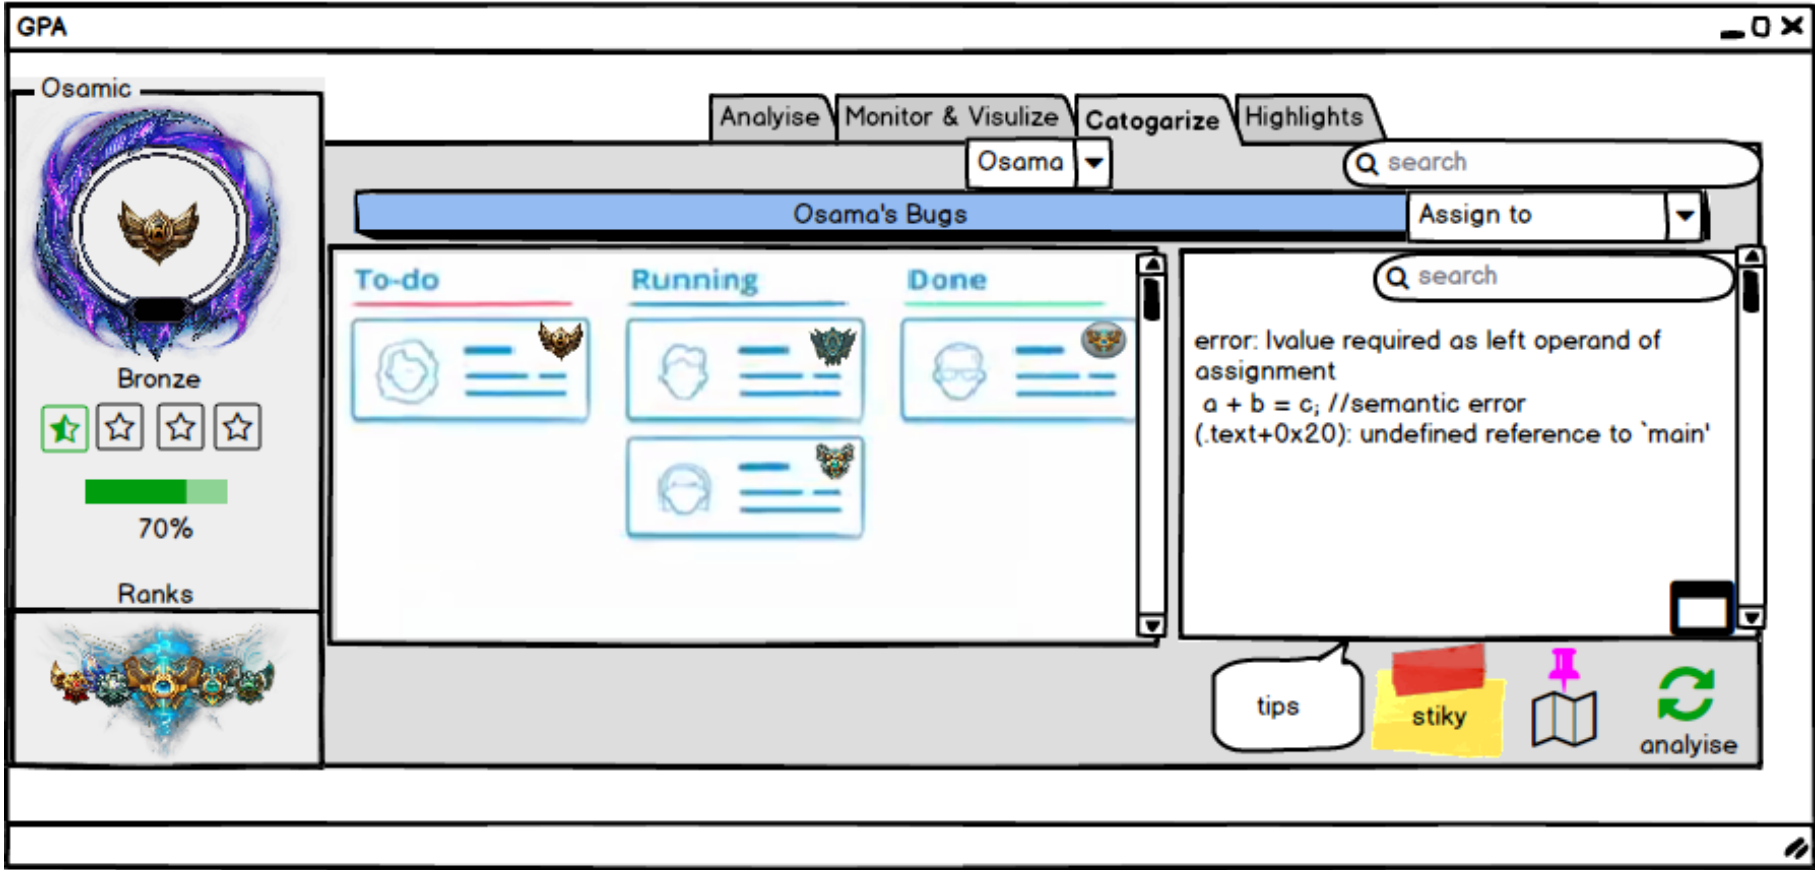 GPA
Osamic
Bronze
70%
Ranks
Analyise
Monitor & Visulize
Catogarize
Highlights
Osama
search
Osama's Bugs
Assign to
To-do
Running
Done
search
error: lvalue required as left operand of
assignment
a + b = c; //semantic error
(.text+0x20): undefined reference to `main'
tips
stiky
analyise